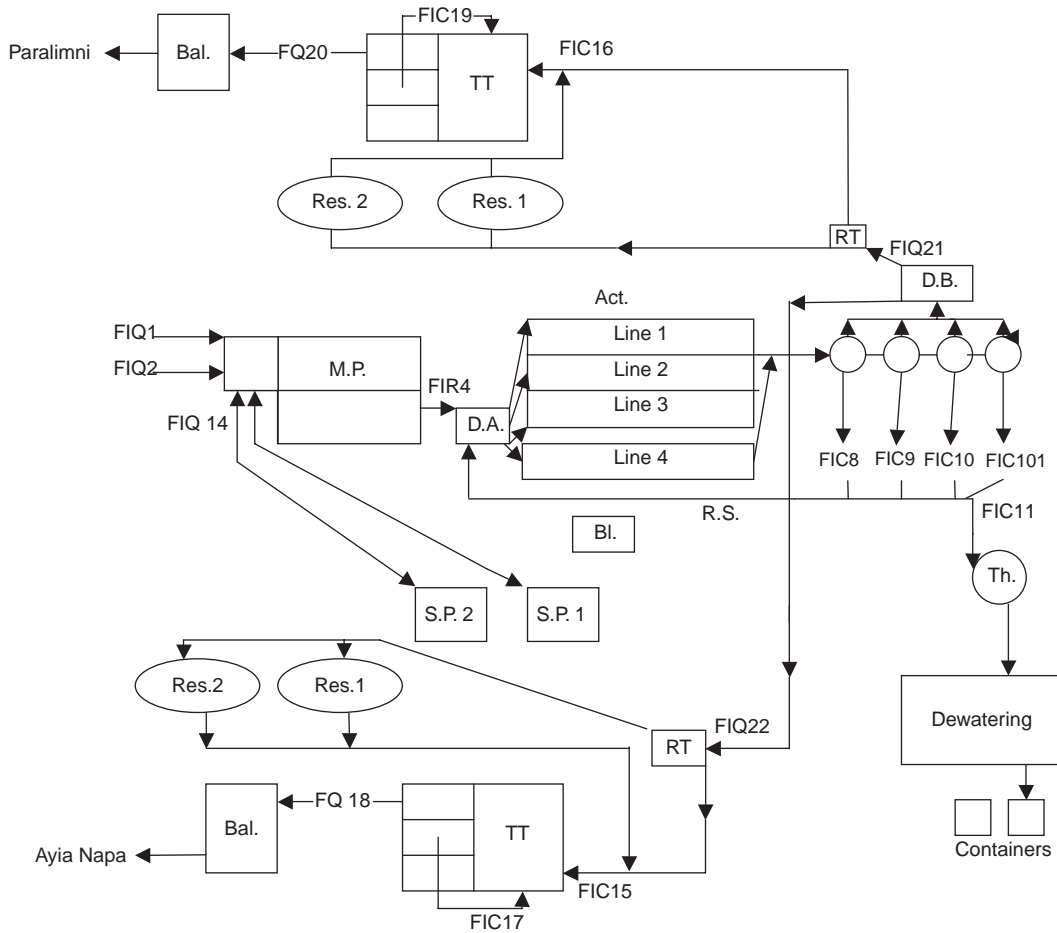 FIC19
Paralimni
Bal.
FQ20
TT
FIC16
Res. 2
Res. 1
RT
FIQ21
D.B.
Act.
FIQ1
FIQ2
M.P.
FIR4
FIQ 14
D.A.
Line 1
Line 2
Line 3
Line 4
FIC8
FIC9
FIC10
FIC101
R.S.
FIC11
Bl.
Th.
S.P. 2
S.P. 1
Res.2
Res.1
RT
FIQ22
Dewatering
Containers
Ayia Napa
Bal.
FQ 18
TT
FIC15
FIC17